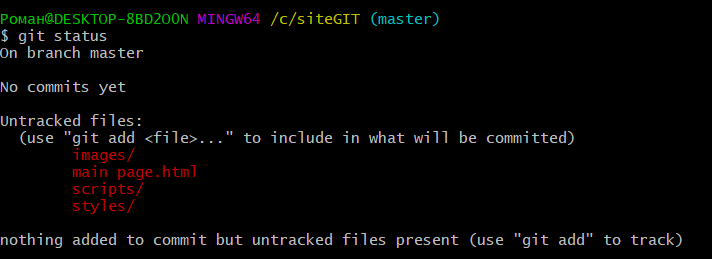 Роман@DESKTOP-8BD2O0N MINGW64 /c/siteGIT (master)
$ git status
On branch master
No commits yet
Untracked files:
(use "git add <file>..." to include in what will be committed)
images/
main page.html
scripts/
styles/
nothing added to commit but untracked files present (use "git add" to track)